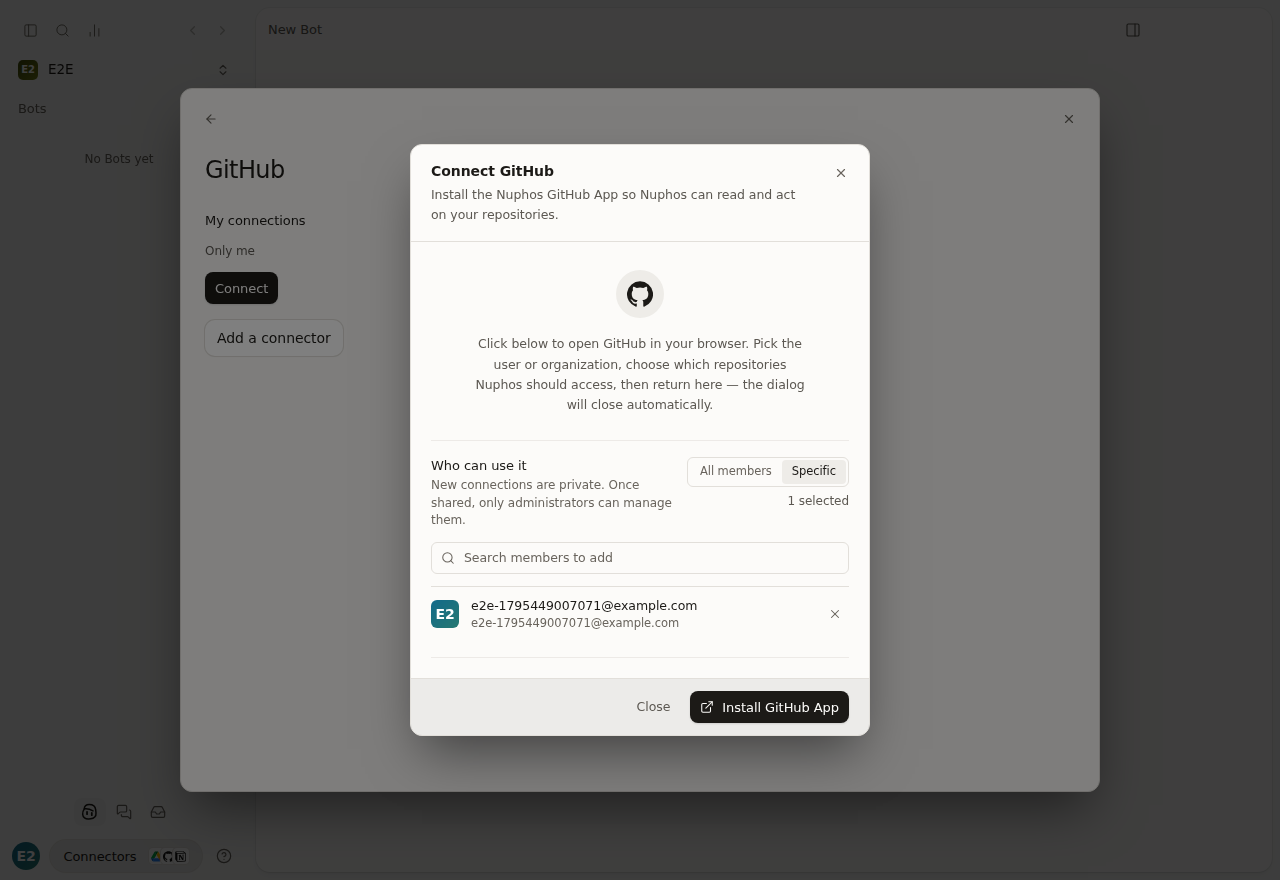 New Bot
E2
E2E
Bots
No Bots yet
GitHub
My connections
Only me
Connect
Add a connector
Connect GitHub
Install the Nuphos GitHub App so Nuphos can read and act
on your repositories.
Click below to open GitHub in your browser. Pick the
user or organization, choose which repositories
Nuphos should access, then return here — the dialog
will close automatically.
Who can use it
New connections are private. Once
shared, only administrators can manage
them.
All members
Specific
1 selected
Search members to add
E2
e2e-1795449007071@example.com
e2e-1795449007071@example.com
Close
Install GitHub App
E2
Connectors